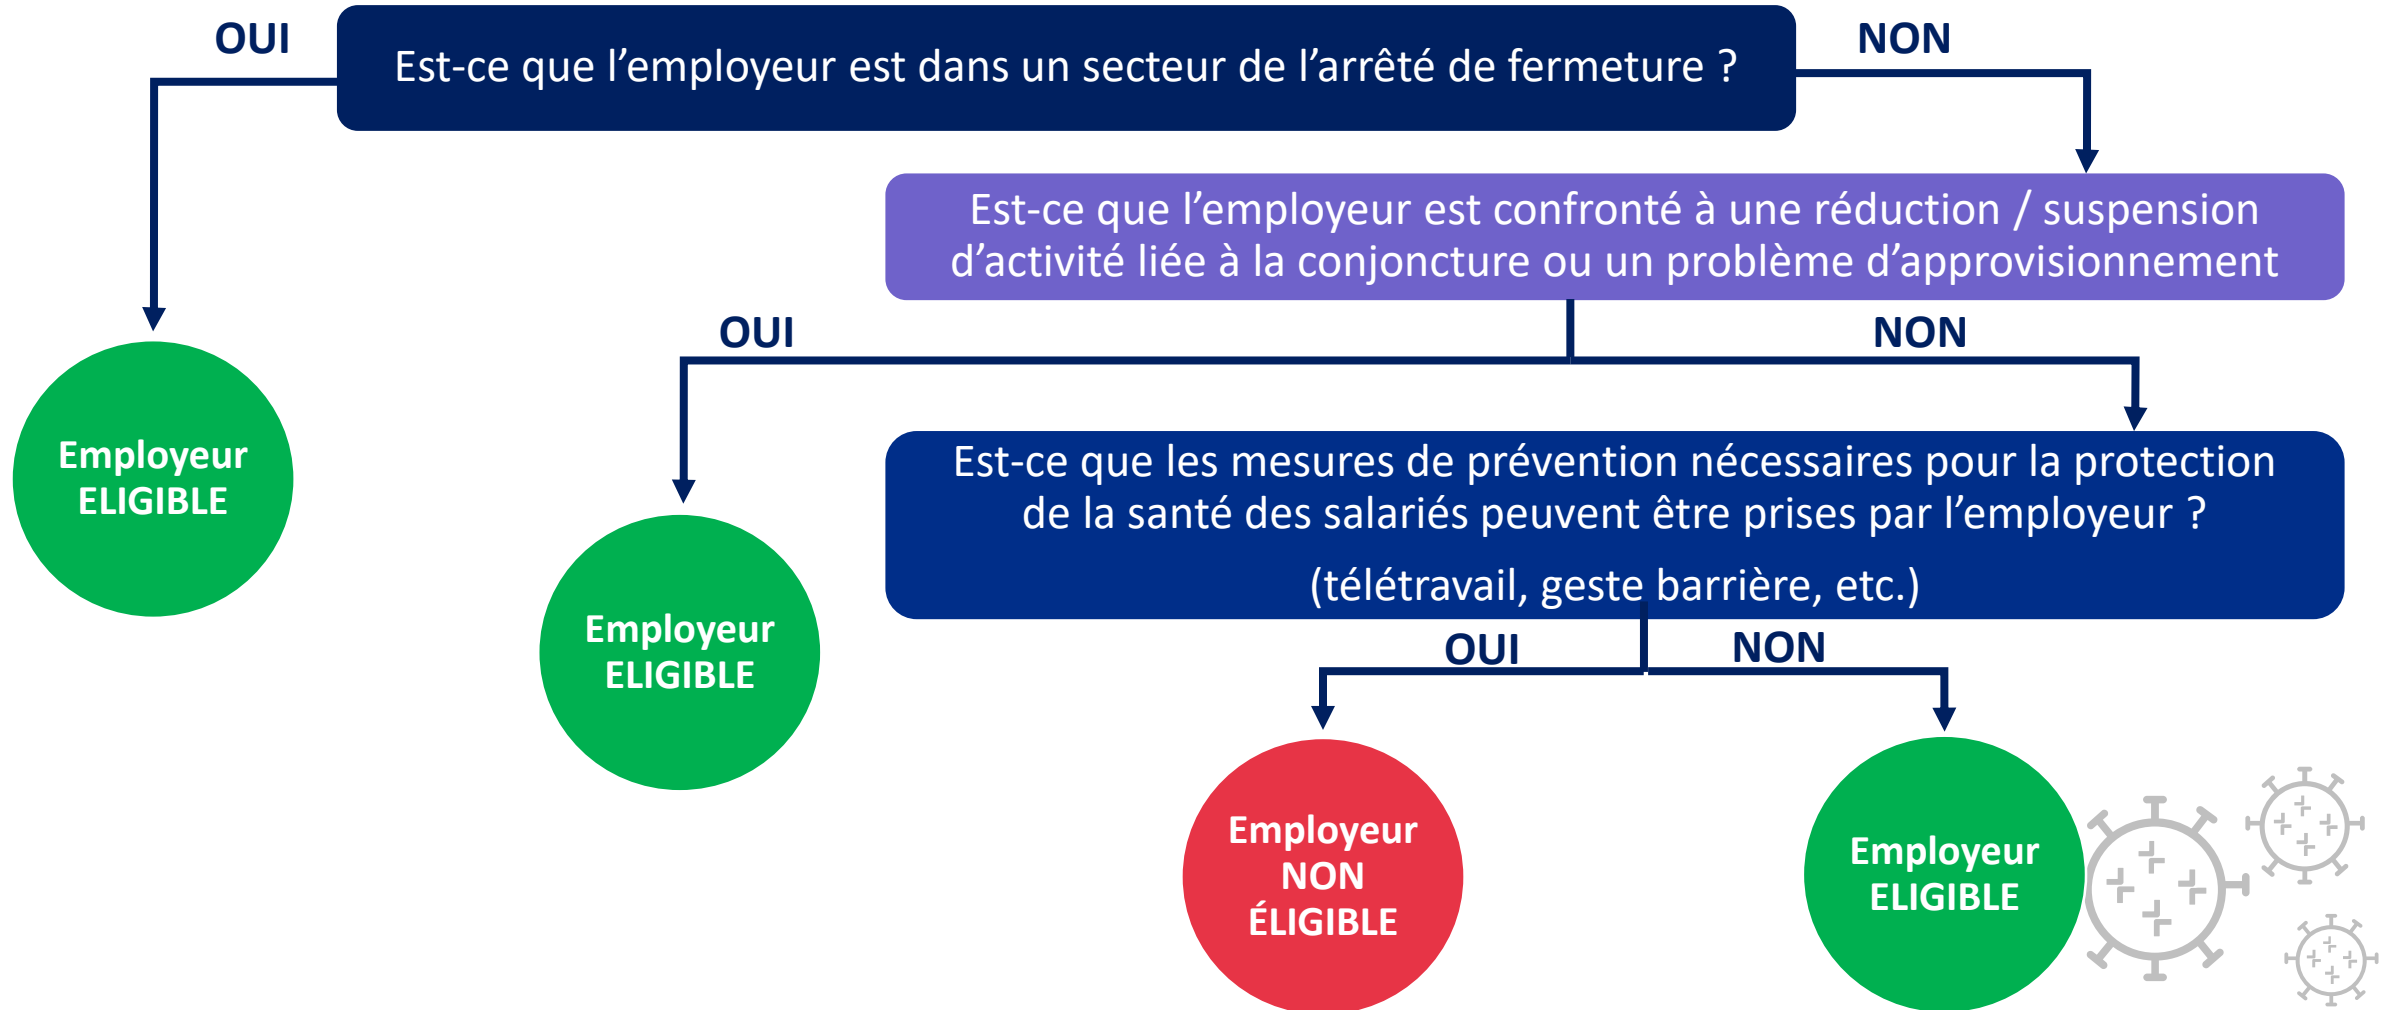 OUI
Est-ce que l’employeur est dans un secteur de l’arrêté de fermeture ?
NON
Est-ce que l’employeur est confronté à une réduction / suspension
d’activité liée à la conjoncture ou un problème d’approvisionnement
OUI
NON
Employeur
ELIGIBLE
Est-ce que les mesures de prévention nécessaires pour la protection
de la santé des salariés peuvent être prises par l’employeur ?
(télétravail, geste barrière, etc.)
Employeur
ELIGIBLE
OUI
NON
Employeur
NON
ÉLIGIBLE
Employeur
ELIGIBLE